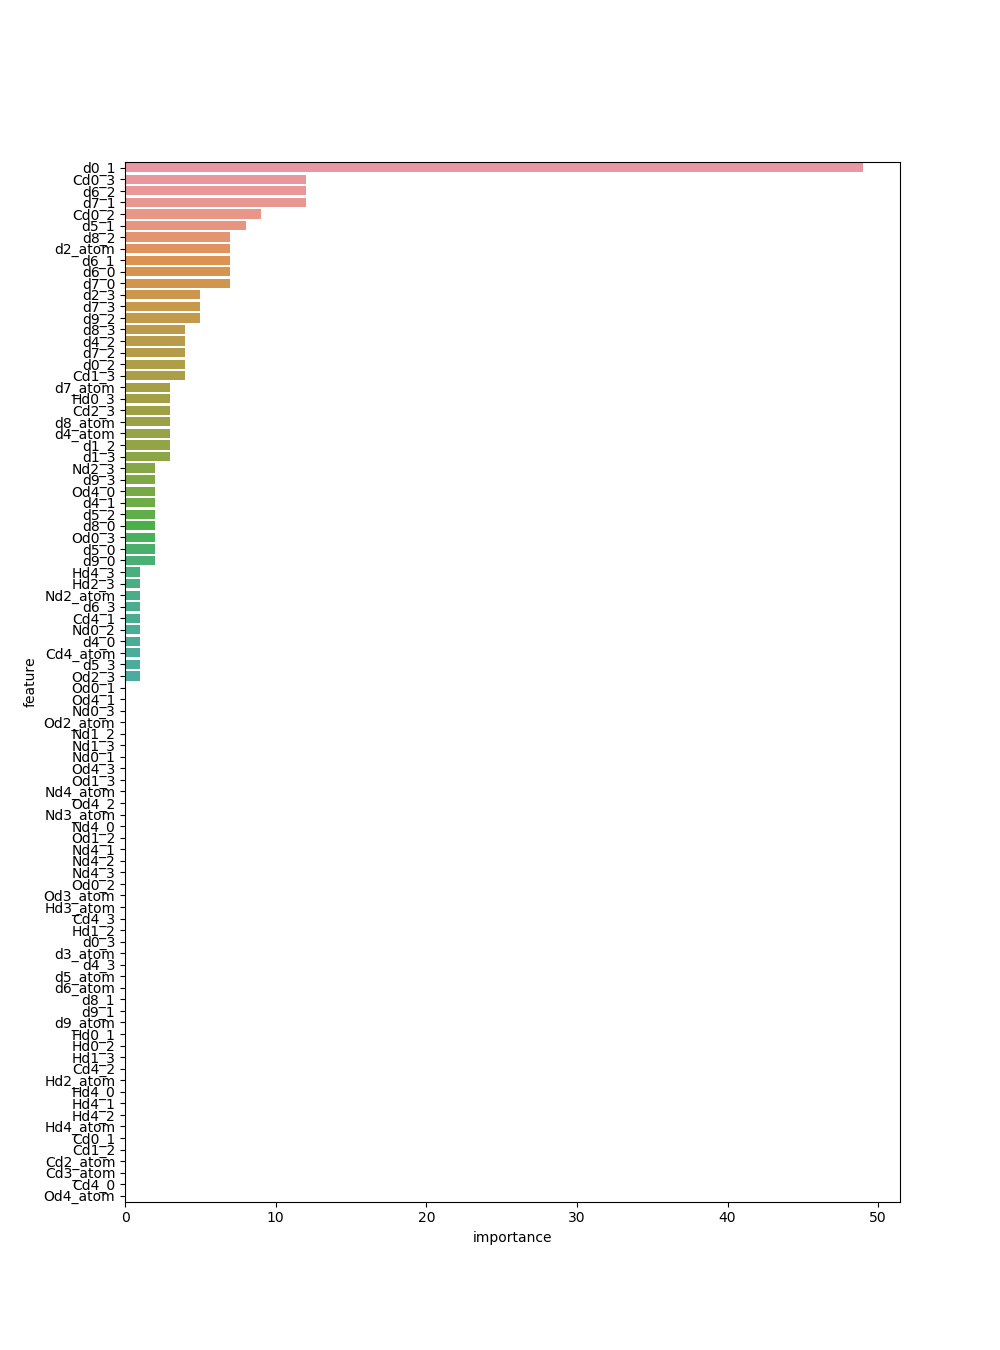 d0_1
Cd0_3
d6_2
d7_1
Cd0_2
d5_1
d8_2
d2_atom
d6_1
d6_0
d7_0
d2_3
d7_3
d9_2
d8_3
d4_2
d7_2
d0_2
Cd1_3
d7_atom
Hd0_3
Cd2_3
d8_atom
d4_atom
d1_2
d1_3
Nd2_3
d9_3
Od4_0
d4_1
d5_2
d8_0
Od0_3
d5_0
d9_0
Hd4_3
Hd2_3
Nd2_atom
d6_3
Cd4_1
Nd0_2
d4_0
Cd4_atom
d5_3
Od2_3
Od0_1
Od4_1
Nd0_3
Od2_atom
Nd1_2
Nd1_3
Nd0_1
Od4_3
Od1_3
Nd4_atom
Od4_2
Nd3_atom
Nd4_0
Od1_2
Nd4_1
Nd4_2
Nd4_3
Od0_2
Od3_atom
Hd3_atom
Cd4_3
Hd1_2
d0_3
d3_atom
d4_3
d5_atom
d6_atom
d8_1
d9_1
d9_atom
Hd0_1
Hd0_2
Hd1_3
Cd4_2
Hd2_atom
Hd4_0
Hd4_1
Hd4_2
Hd4_atom
Cd0_1
Cd1_2
Cd2_atom
Cd3_atom
Cd4_0
Od4_atom
feature
0 10 20 30 40 50
importance